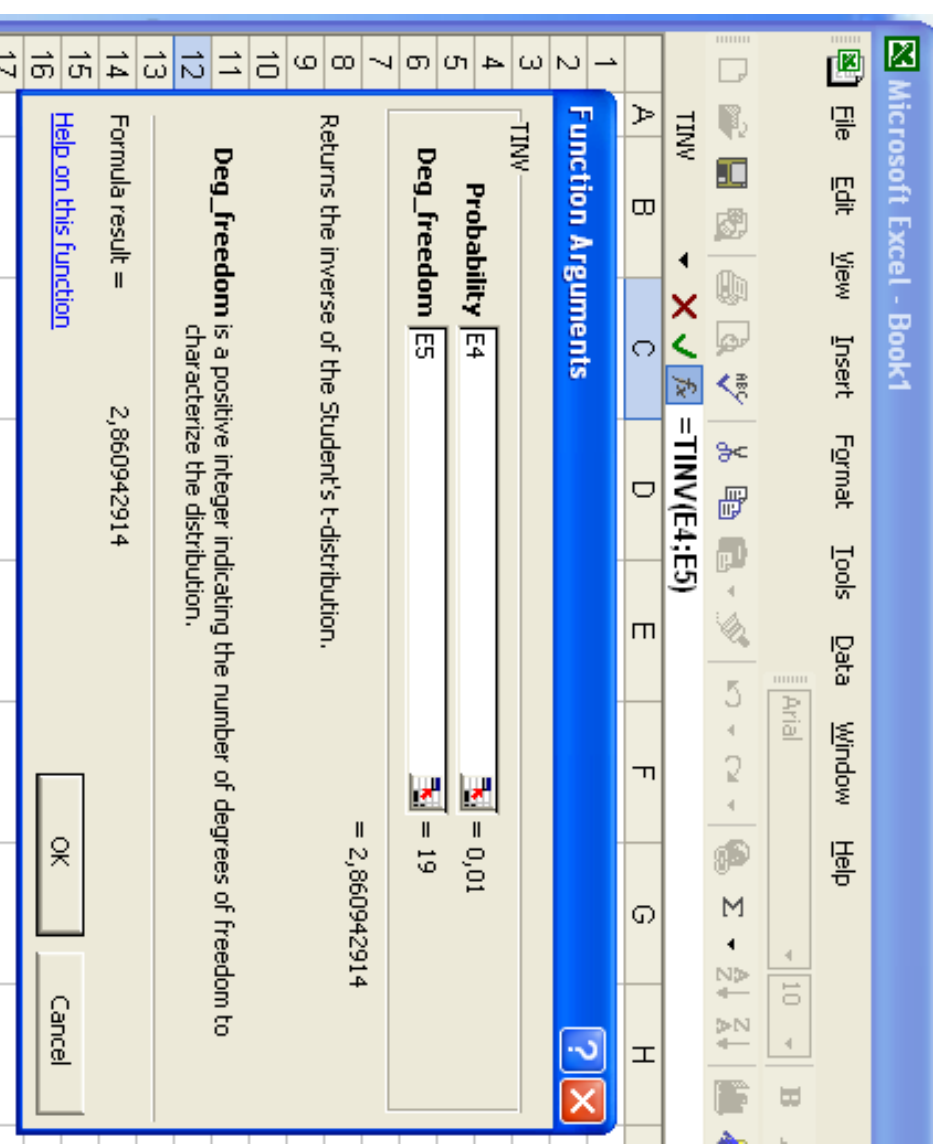 Microsoft Excel - Book1
File Edit View Insert Format Tools Data Window Help
Arial 10 B
ABC Σ A Z Z A
TINV fx =TINV(E4;E5)
A B C D E F G H
1
2
3
4
5
6
7
8
9
10
11
12
13
14
15
16
17
Function Arguments ?
TINV
Probability E4 = 0,01
Deg_freedom E5 = 19
= 2,860942914
Returns the inverse of the Student's t-distribution.
Deg_freedom is a positive integer indicating the number of degrees of freedom to
characterize the distribution.
Formula result = 2,860942914
Help on this function OK Cancel